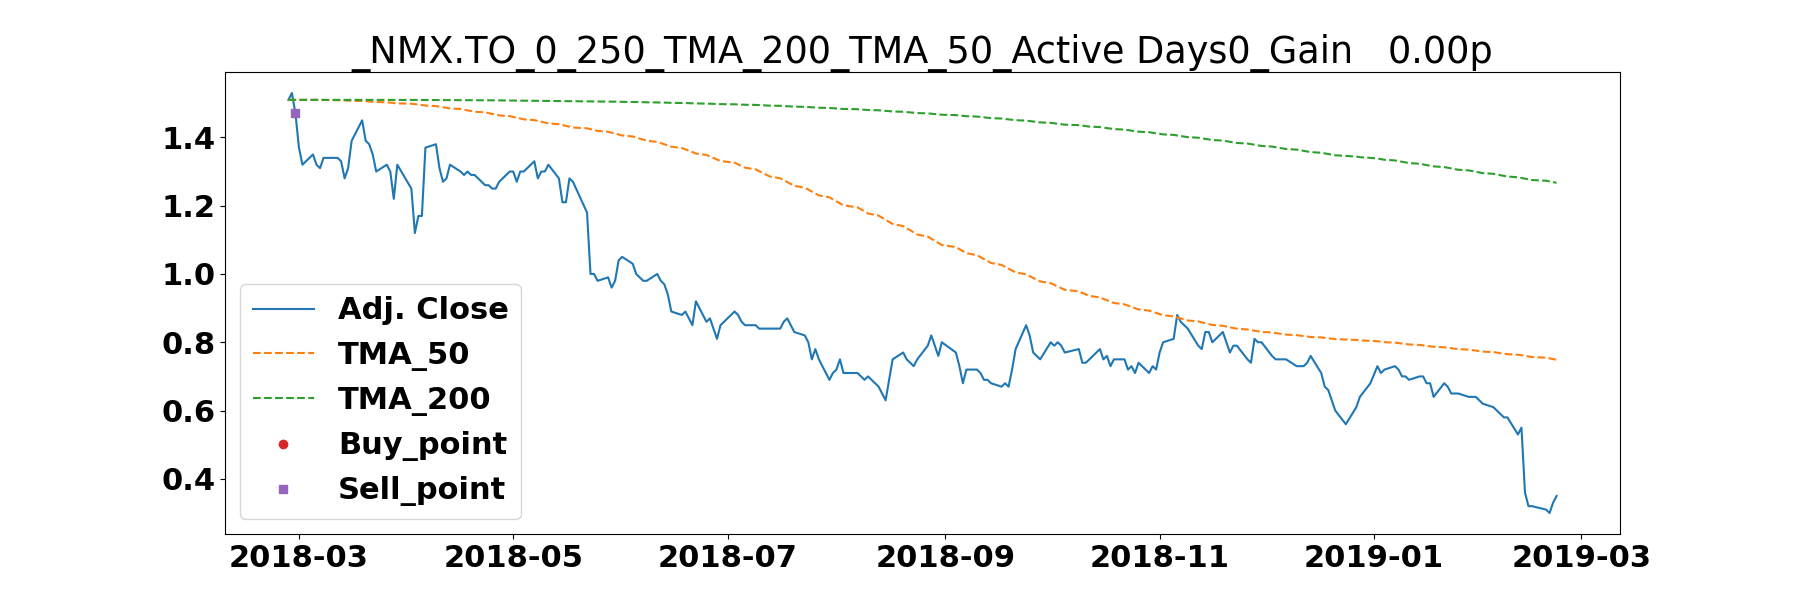 _NMX.TO_0_250_TMA_200_TMA_50_Active Days0_Gain   0.00p
1.4
1.2
1.0
0.8
0.6
0.4
Adj. Close
TMA_50
TMA_200
Buy_point
Sell_point
2018-03 2018-05 2018-07 2018-09 2018-11 2019-01 2019-03